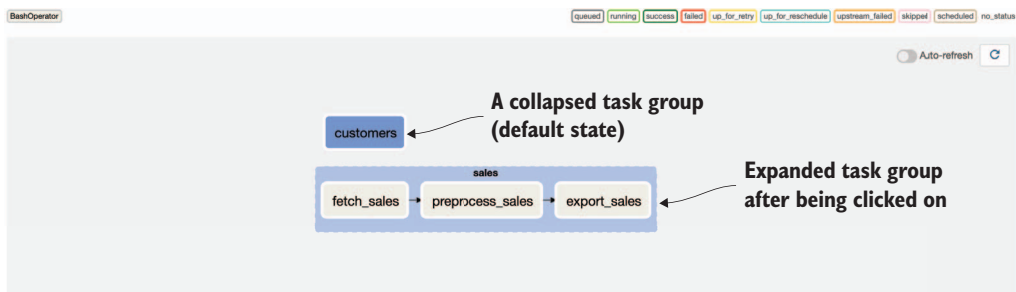 BashOperator
queued running success failed up_for_retry up_for_reschedule upstream_failed skipped scheduled no_status
Auto-refresh
A collapsed task group
(default state)
customers
sales
fetch_sales preprocess_sales export_sales
Expanded task group
after being clicked on